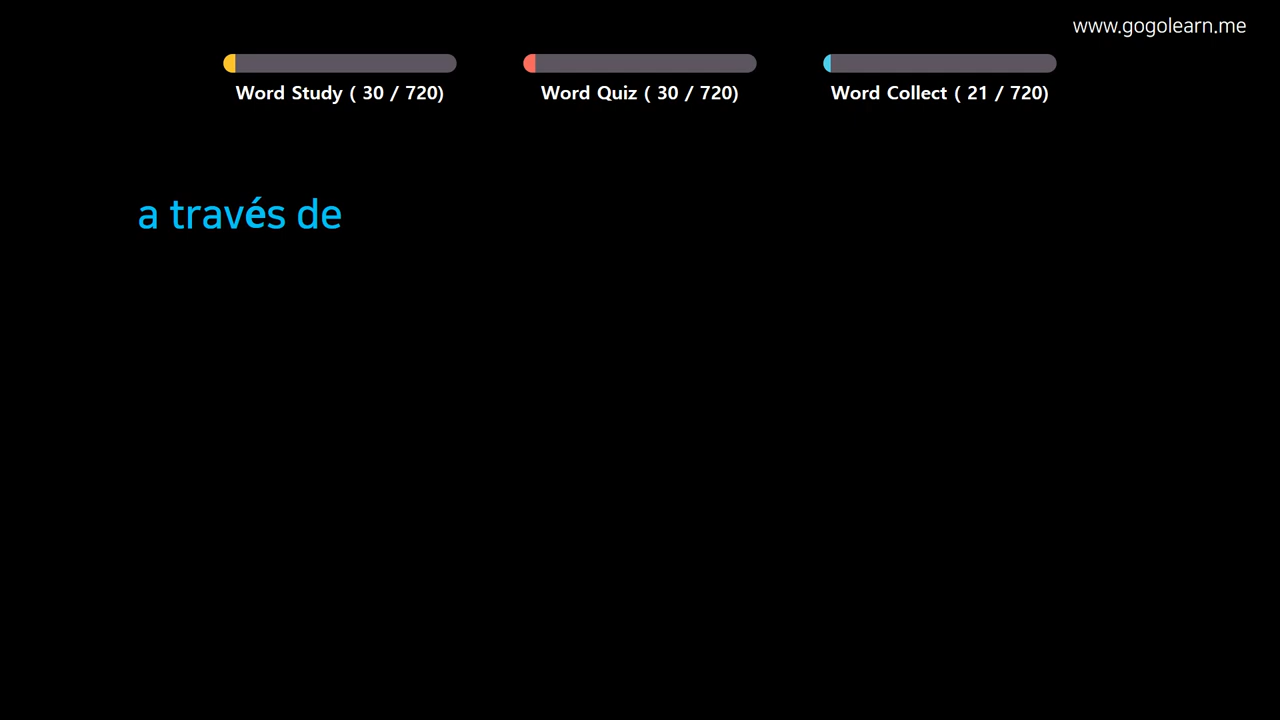 www.gogolearn.me
Word Study ( 30 / 720)
Word Quiz ( 30 / 720)
Word Collect ( 21 / 720)
a través de